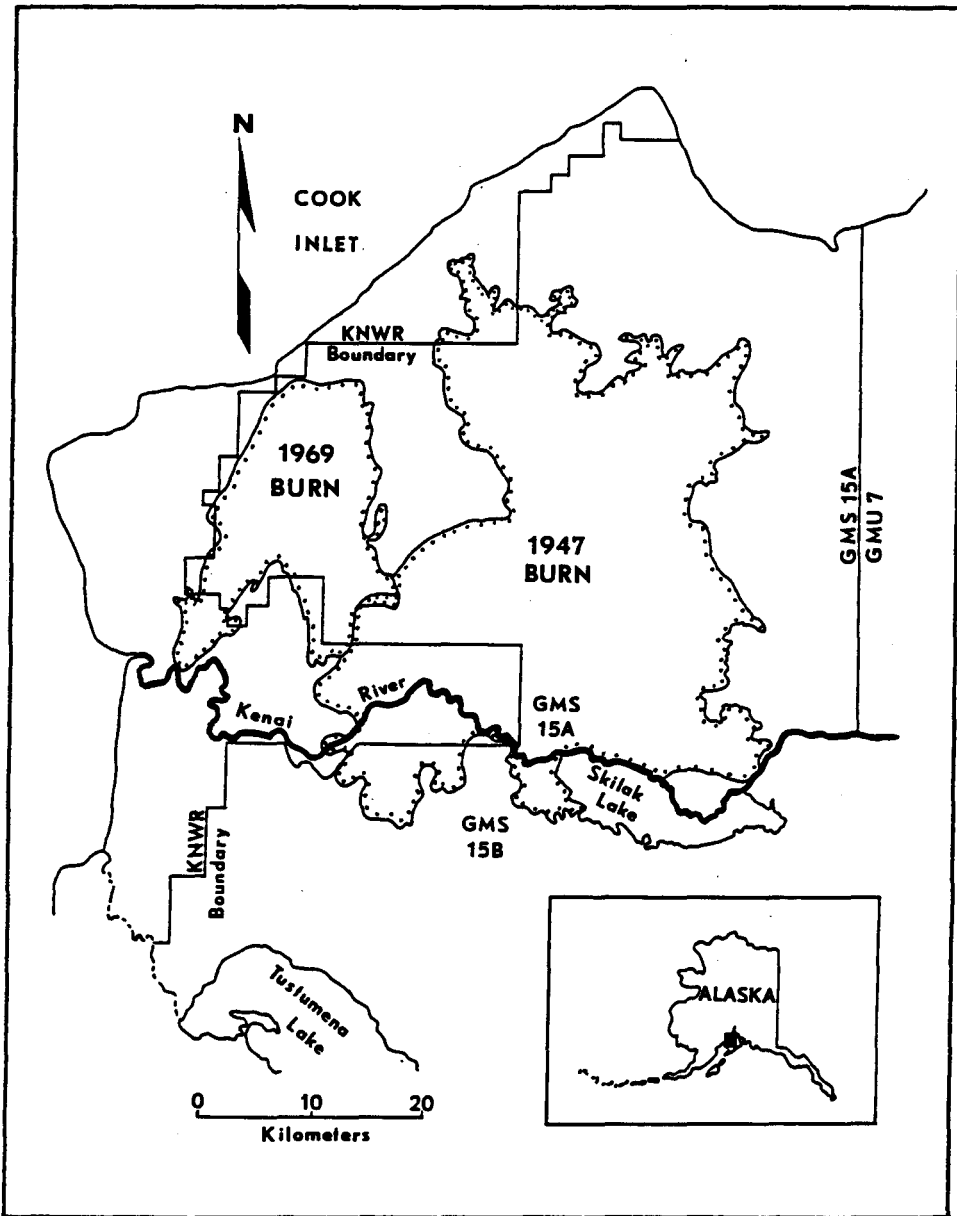 N
COOK
INLET
KNWR
Boundary
1969
BURN
1947
BURN
GMS 15A
GMU 7
Kenai
River
GMS
15A
Skilak
Lake
GMS
15B
KNWR
Boundary
Tustumena
Lake
ALASKA
0 10 20
Kilometers